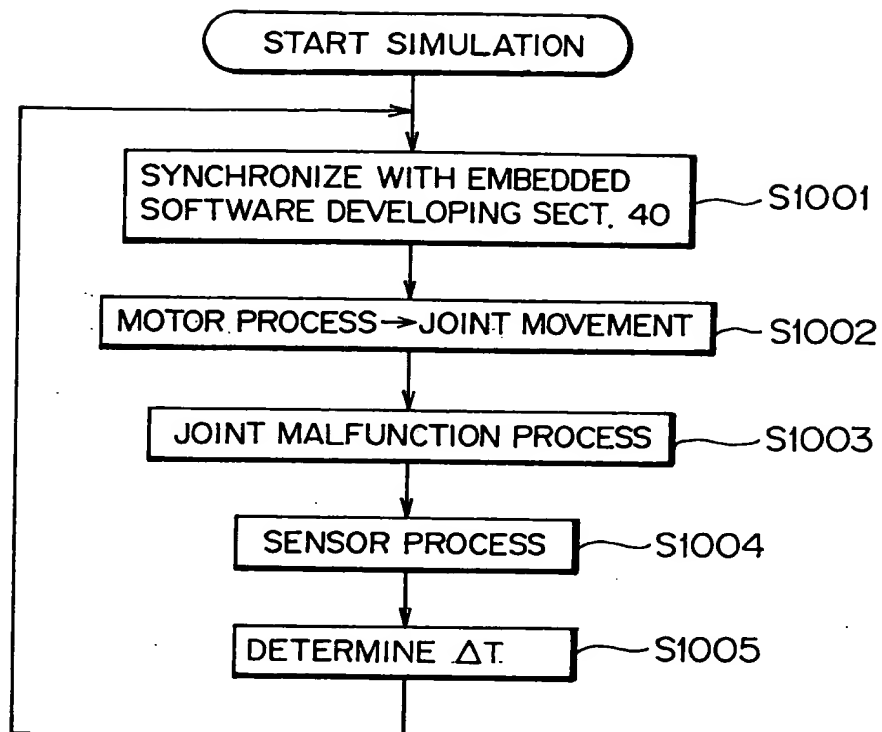 START SIMULATION
SYNCHRONIZE WITH EMBEDDED
SOFTWARE DEVELOPING SECT. 40
S1001
MOTOR PROCESS→JOINT MOVEMENT
S1002
JOINT MALFUNCTION PROCESS
S1003
SENSOR PROCESS
S1004
DETERMINE ΔT
S1005